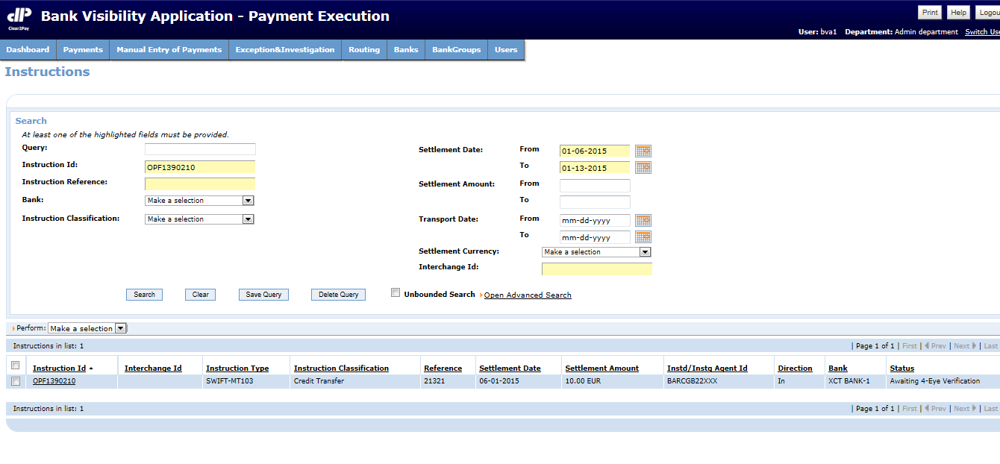 Clear2Pay
Bank Visibility Application - Payment Execution
Print Help Logou
User: bva1 Department: Admin department Switch Use
Dashboard Payments Manual Entry of Payments Exception&Investigation Routing Banks BankGroups Users
Instructions
Search
At least one of the highlighted fields must be provided.
Query:
Instruction Id: OPF1390210
Instruction Reference:
Bank: Make a selection
Instruction Classification: Make a selection
Settlement Date: From 01-06-2015
To 01-13-2015
Settlement Amount: From
To
Transport Date: From mm-dd-yyyy
To mm-dd-yyyy
Settlement Currency: Make a selection
Interchange Id:
Search Clear Save Query Delete Query Unbounded Search Open Advanced Search
Perform: Make a selection
Instructions in list: 1 | Page 1 of 1 | First | Prev | Next | Last
Instruction Id Interchange Id Instruction Type Instruction Classification Reference Settlement Date Settlement Amount Instd/Instg Agent Id Direction Bank Status
OPF1390210 SWIFT-MT103 Credit Transfer 21321 06-01-2015 10.00 EUR BARCGB22XXX In XCT BANK-1 Awaiting 4-Eye Verification
Instructions in list: 1 | Page 1 of 1 | First | Prev | Next | Last